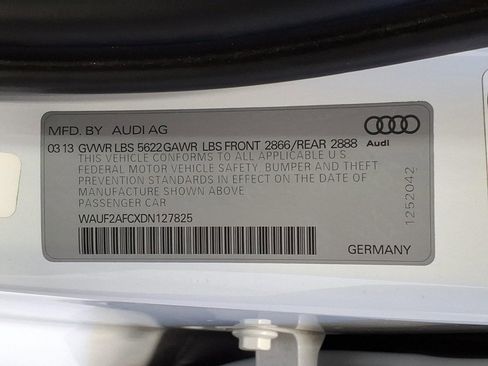 MFD. BY AUDI AG
03 13 GVWR LBS 5622 GAWR LBS FRONT 2866/REAR 2888
THIS VEHICLE CONFORMS TO ALL APPLICABLE U S
FEDERAL MOTOR VEHICLE SAFETY, BUMPER AND THEFT
PREVENTION STANDARDS IN EFFECT ON THE DATE OF
MANUFACTURE SHOWN ABOVE
PASSENGER CAR
WAUF2AFCXDN127825
GERMANY
Audi
1252042